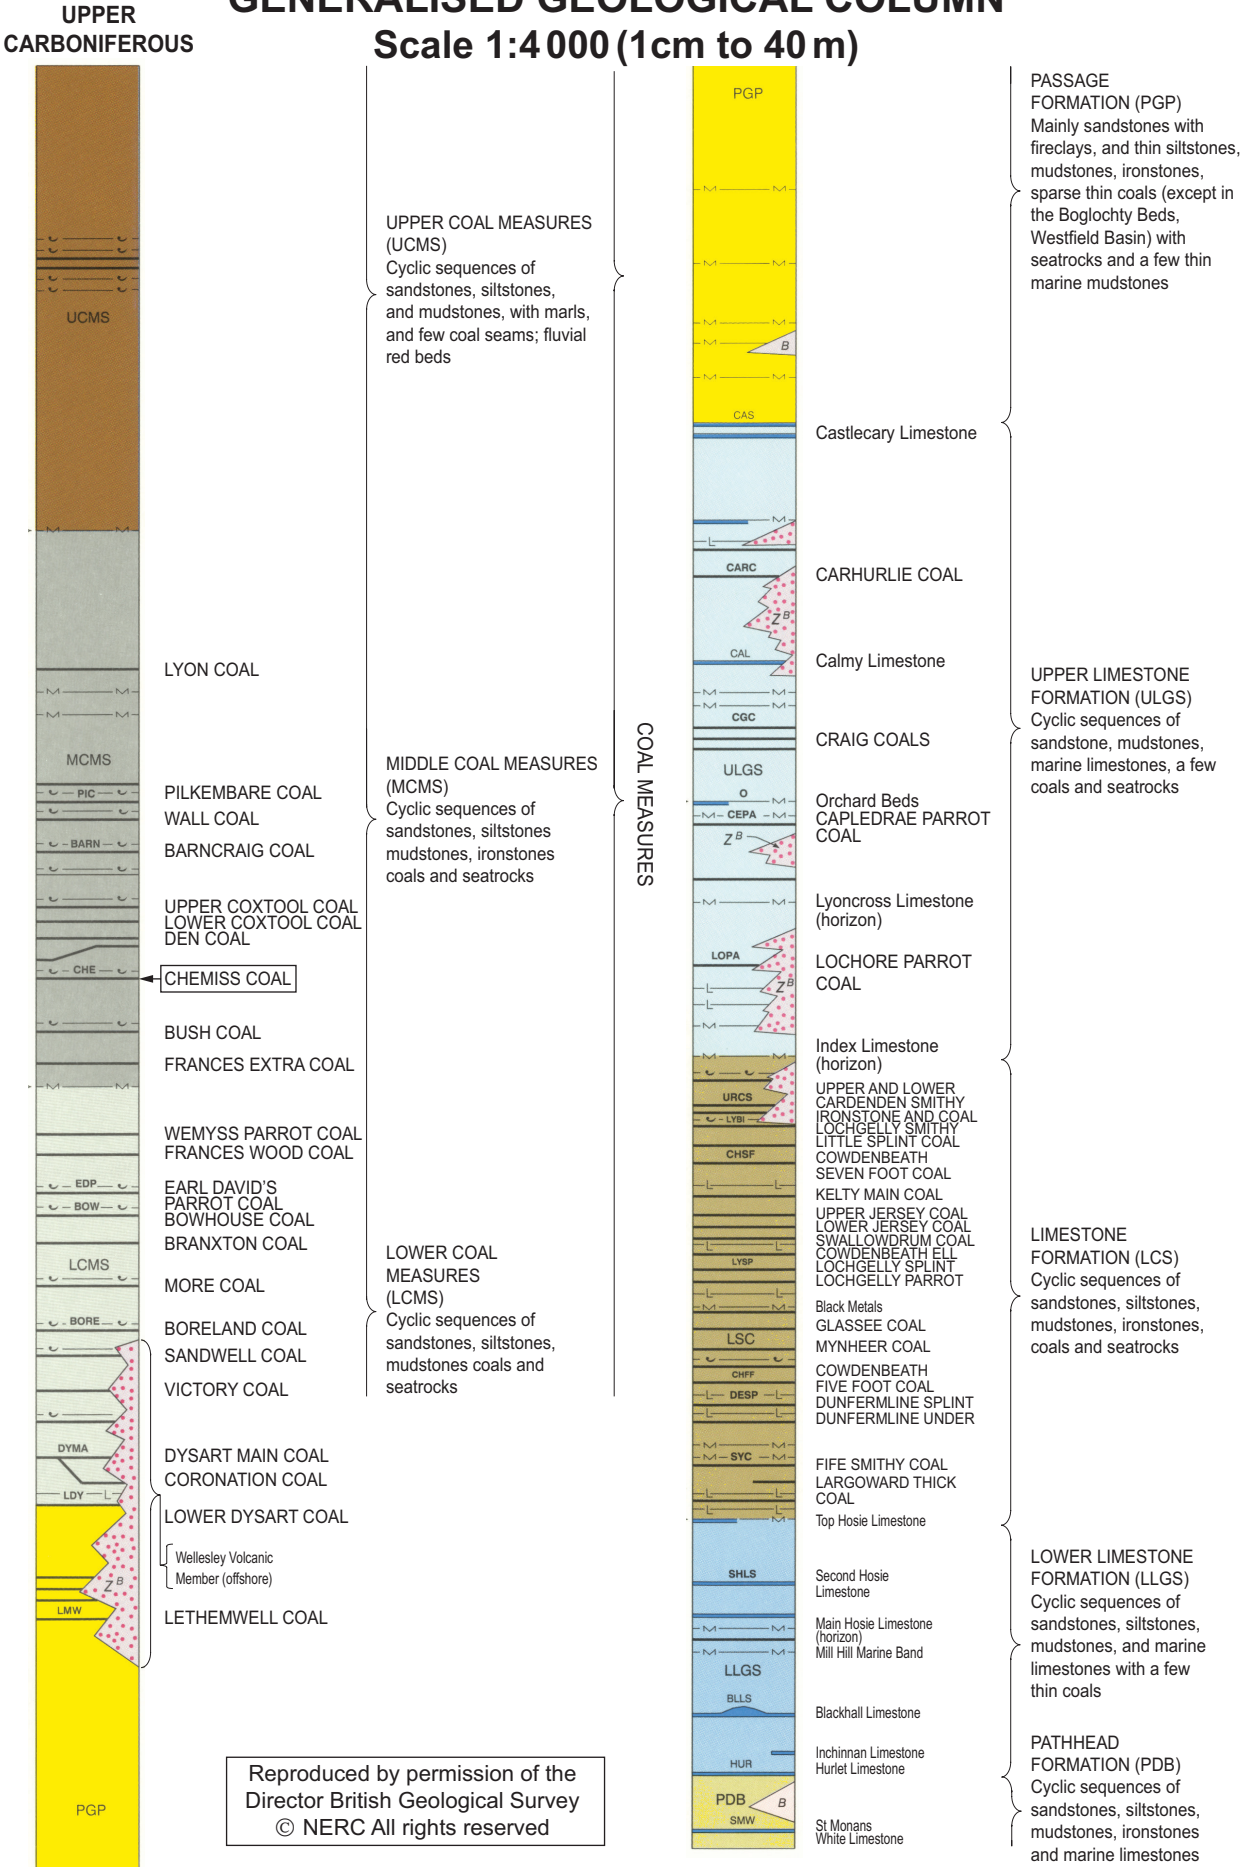 GENERALISED GEOLOGICAL COLUMN
Scale 1:4 000 (1cm to 40 m)
UPPER
CARBONIFEROUS
UCMS
MCMS
PIC
BARN
CHE
EDP
BOW
LCMS
BORE
DYMA
LDY
L
Z B
LMW
PGP
LYON COAL
PILKEMBARE COAL
WALL COAL
BARNCRAIG COAL
UPPER COXTOOL COAL
LOWER COXTOOL COAL
DEN COAL
CHEMISS COAL
BUSH COAL
FRANCES EXTRA COAL
WEMYSS PARROT COAL
FRANCES WOOD COAL
EARL DAVID'S
PARROT COAL
BOWHOUSE COAL
BRANXTON COAL
MORE COAL
BORELAND COAL
SANDWELL COAL
VICTORY COAL
DYSART MAIN COAL
CORONATION COAL
LOWER DYSART COAL
Wellesley Volcanic
Member (offshore)
LETHEMWELL COAL
UPPER COAL MEASURES
(UCMS)
Cyclic sequences of
sandstones, siltstones,
and mudstones, with marls,
and few coal seams; fluvial
red beds
MIDDLE COAL MEASURES
(MCMS)
Cyclic sequences of
sandstones, siltstones
mudstones, ironstones
coals and seatrocks
LOWER COAL
MEASURES
(LCMS)
Cyclic sequences of
sandstones, siltstones,
mudstones coals and
seatrocks
COAL MEASURES
Reproduced by permission of the
Director British Geological Survey
© NERC All rights reserved
PGP
M M
M M
M M
M B
M M
CAS
M
L
CARC
Z B
CAL
M M
M M
CGC
ULGS
O
M
M CEPA M
Z B
M M
LOPA
L
Z B
L
M
M M
URCS
LYBI
CHSF
L L
L L
LYSP
L L
M M
LSC
CHFF
L DESP L
L L
M M
M SYC M
L L
L L
M
SHLS
M M
M M
LLGS
BLLS
HUR
PDB
B
SMW
Castlecary Limestone
CARHURLIE COAL
Calmy Limestone
CRAIG COALS
Orchard Beds
CAPLEDRAE PARROT
COAL
Lyoncross Limestone
(horizon)
LOCHORE PARROT
COAL
Index Limestone
(horizon)
UPPER AND LOWER
CARDENDEN SMITHY
IRONSTONE AND COAL
LOCHGELLY SMITHY
LITTLE SPLINT COAL
COWDENBEATH
SEVEN FOOT COAL
KELTY MAIN COAL
UPPER JERSEY COAL
LOWER JERSEY COAL
SWALLOWDRUM COAL
COWDENBEATH ELL
LOCHGELLY SPLINT
LOCHGELLY PARROT
Black Metals
GLASSEE COAL
MYNHEER COAL
COWDENBEATH
FIVE FOOT COAL
DUNFERMLINE SPLINT
DUNFERMLINE UNDER
FIFE SMITHY COAL
LARGOWARD THICK
COAL
Top Hosie Limestone
Second Hosie
Limestone
Main Hosie Limestone
(horizon)
Mill Hill Marine Band
Blackhall Limestone
Inchinnan Limestone
Hurlet Limestone
St Monans
White Limestone
PASSAGE
FORMATION (PGP)
Mainly sandstones with
fireclays, and thin siltstones,
mudstones, ironstones,
sparse thin coals (except in
the Boglochty Beds,
Westfield Basin) with
seatrocks and a few thin
marine mudstones
UPPER LIMESTONE
FORMATION (ULGS)
Cyclic sequences of
sandstone, mudstones,
marine limestones, a few
coals and seatrocks
LIMESTONE
FORMATION (LCS)
Cyclic sequences of
sandstones, siltstones,
mudstones, ironstones,
coals and seatrocks
LOWER LIMESTONE
FORMATION (LLGS)
Cyclic sequences of
sandstones, siltstones,
mudstones, and marine
limestones with a few
thin coals
PATHHEAD
FORMATION (PDB)
Cyclic sequences of
sandstones, siltstones,
mudstones, ironstones
and marine limestones